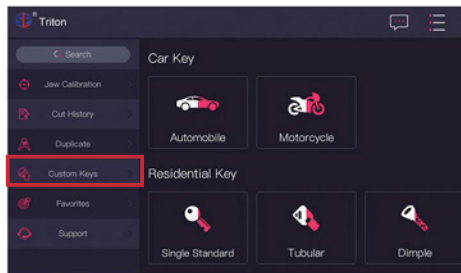 Triton
Search
Jaw Calibration
Cut History
Duplicate
Custom Keys
Favorites
Support
Car Key
Automobile
Motorcycle
Residential Key
Single Standard
Tubular
Dimple